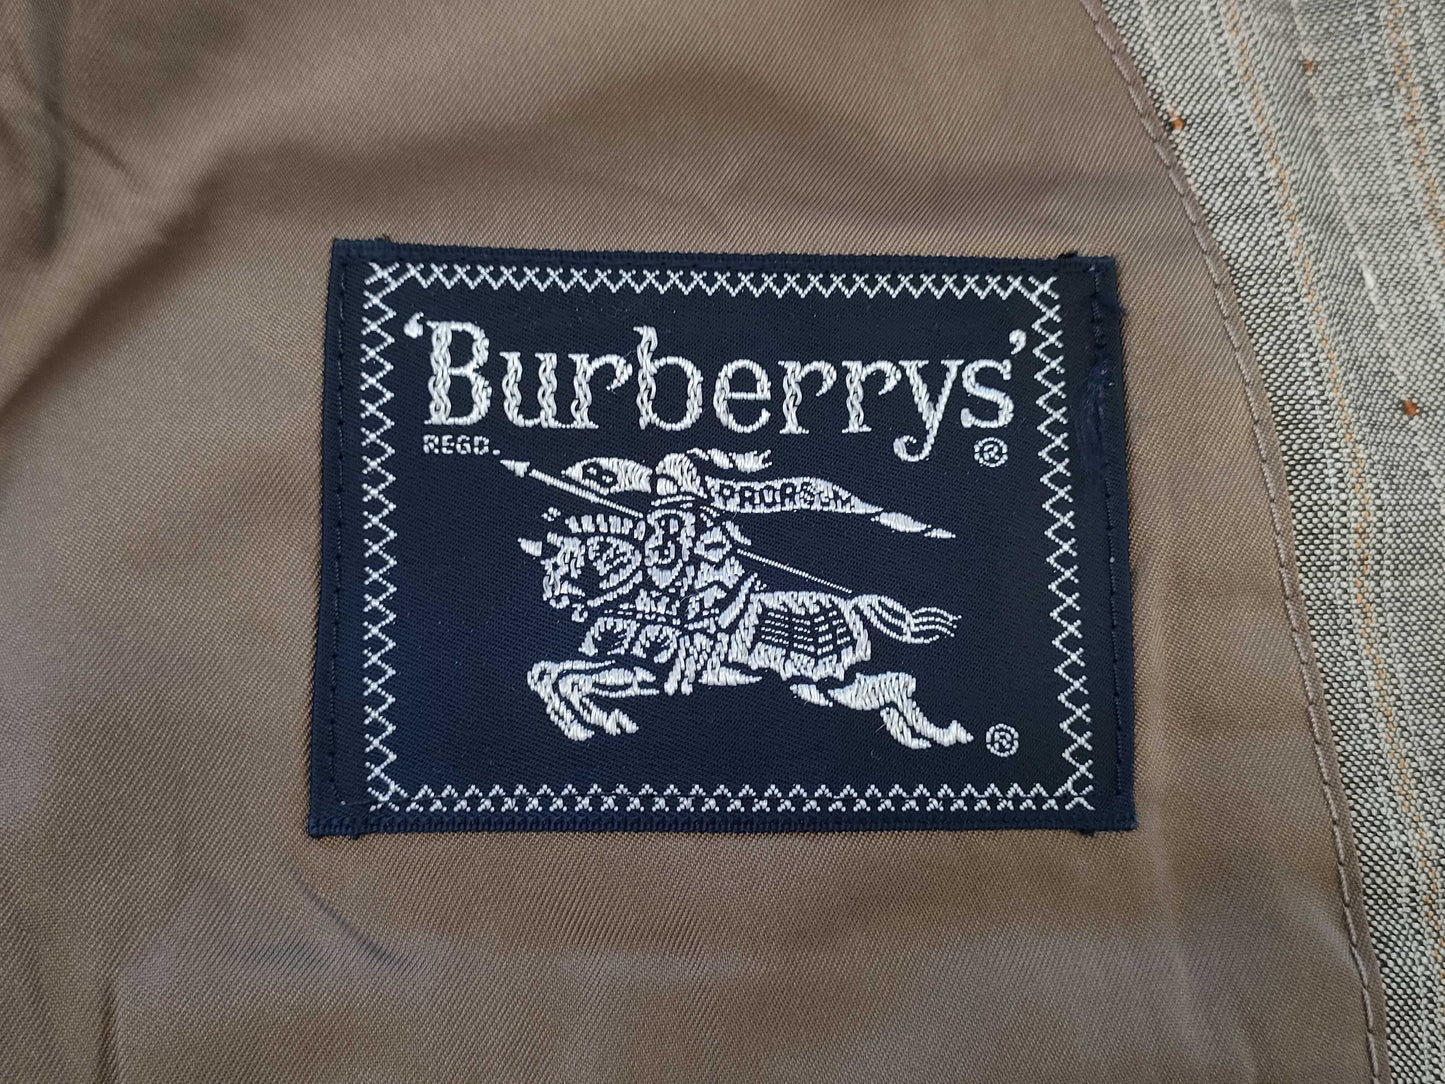 ‘Burberrys’
REGD. ®
PRORSUM
®